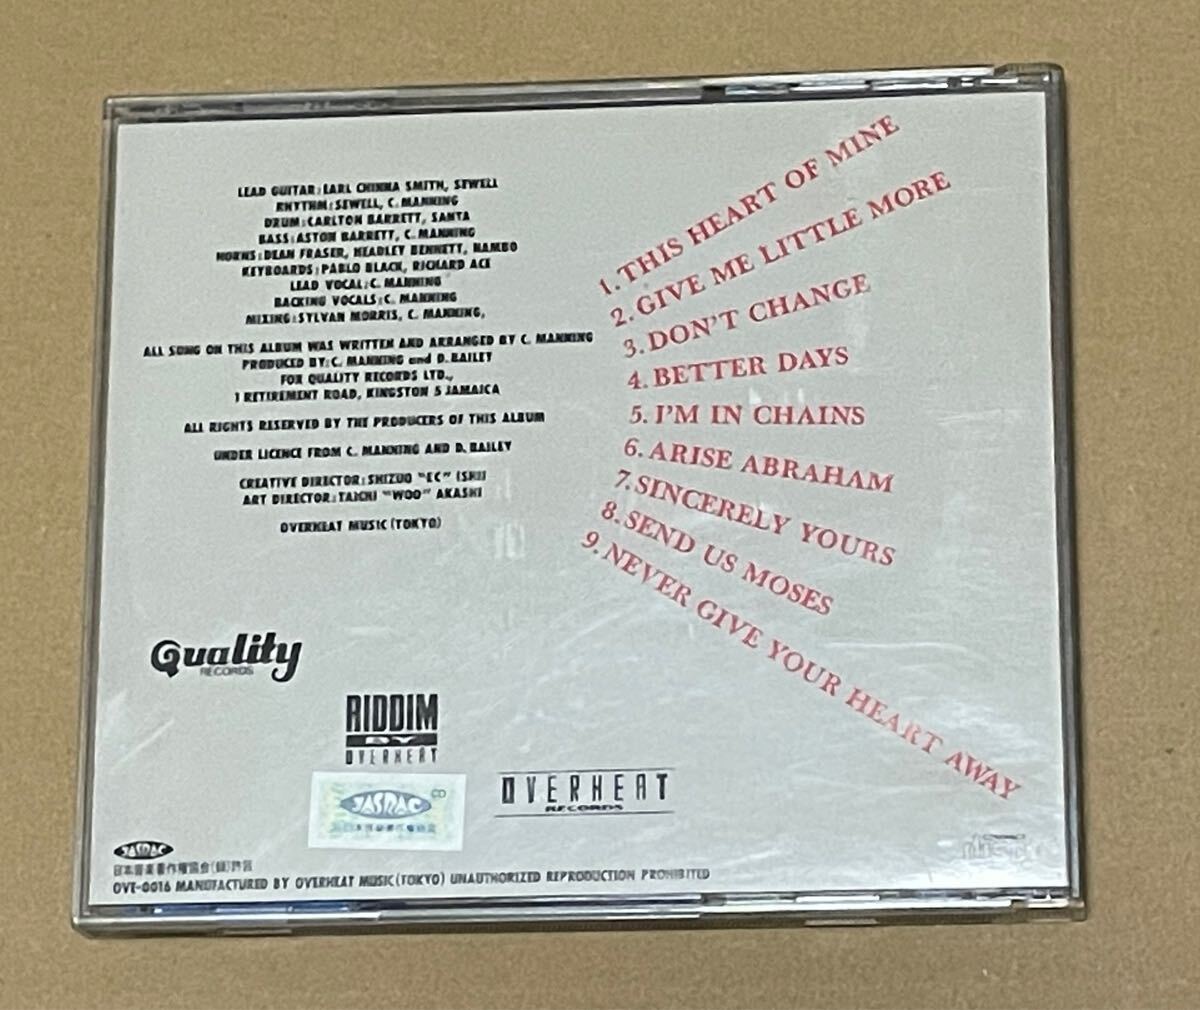 LEAD GUITAR:EARL CHINNA SMITH, SEWELL
RHYTHM:SEWELL, C. MANNING
DRUM:CARLTON BARRETT, SANTA
BASS:ASTON BARRETT, C. MANNING
HORNS:DEAN FRASER, HEADLEY BENNETT, NAMBO
KEYBOARDS:PABLO BLACK, RICHARD ACE
LEAD VOCAL:C. MANNING
BACKING VOCALS:C. MANNING
MIXING:SYLVAN MORRIS, C. MANNING,
ALL SONG ON THIS ALBUM WAS WRITTEN AND ARRANGED BY C. MANNING
PRODUCED BY:C. MANNING and D. BAILEY
FOR QUALITY RECORDS LTD.,
1 RETIREMENT ROAD, KINGSTON 5 JAMAICA
ALL RIGHTS RESERVED BY THE PRODUCERS OF THIS ALBUM
UNDER LICENCE FROM C. MANNING AND D. BAILEY
CREATIVE DIRECTOR:SHIZUO "EC" ISHII
ART DIRECTOR:TAICHI "WOO" AKASHI
OVERHEAT MUSIC(TOKYO)
1. THIS HEART OF MINE
2. GIVE ME LITTLE MORE
3. DON'T CHANGE
4. BETTER DAYS
5. I'M IN CHAINS
6. ARISE ABRAHAM
7. SINCERELY YOURS
8. SEND US MOSES
9. NEVER GIVE YOUR HEART AWAY
Quality
RECORDS
RIDDIM
BY
OVERHEAT
JASRAC
CD
OVERHEAT
RECORDS
JASRAC
日本音楽著作権協会(録)許諾
OVE-0016 MANUFACTURED BY OVERHEAT MUSIC(TOKYO) UNAUTHORIZED REPRODUCTION PROHIBITED